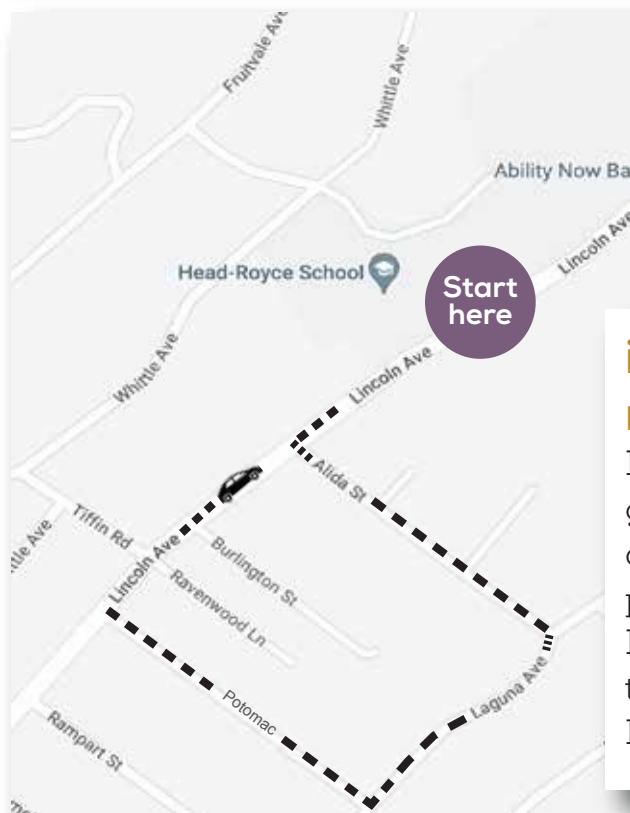 Fruitvale Ave
Whittle Ave
Ability Now Ba
Lincoln Ave
Head-Royce School
Start
here
Lincoln Ave
Whittle Ave
Alida St
Tiffin Rd
Lincoln Ave
Burlington St
Ravenwood Ln
Laguna Ave
Potomac
Rampart St